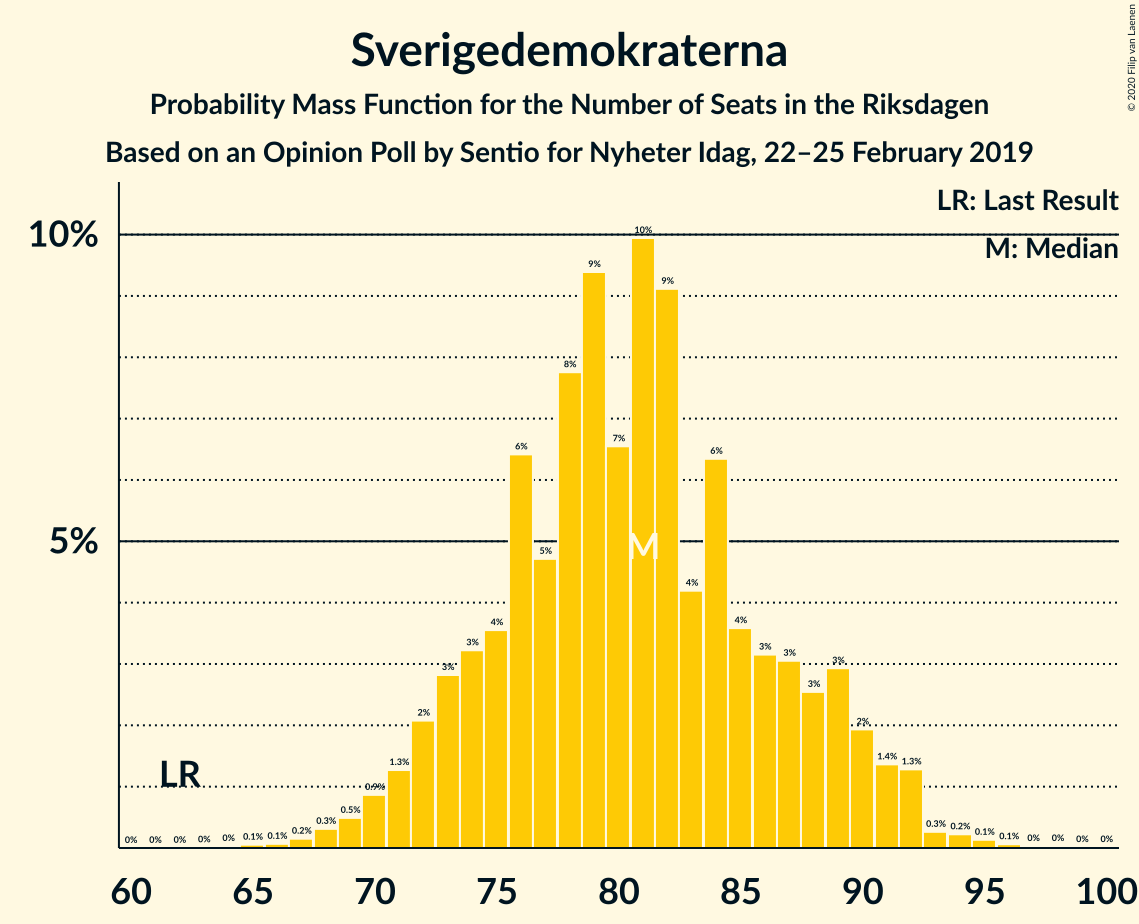 Sverigedemokraterna
Probability Mass Function for the Number of Seats in the Riksdagen
Based on an Opinion Poll by Sentio for Nyheter Idag, 22–25 February 2019
© 2020 Filip van Laenen
LR: Last Result
M: Median
10%
5%
LR
M
0% 0% 0% 0% 0% 0.1% 0.1% 0.2% 0.3% 0.5% 0.9% 1.3% 2% 3% 3% 4% 6% 5% 8% 9% 7% 10% 9% 4% 6% 4% 3% 3% 3% 3% 2% 1.4% 1.3% 0.3% 0.2% 0.1% 0.1% 0% 0% 0% 0%
60 65 70 75 80 85 90 95 100